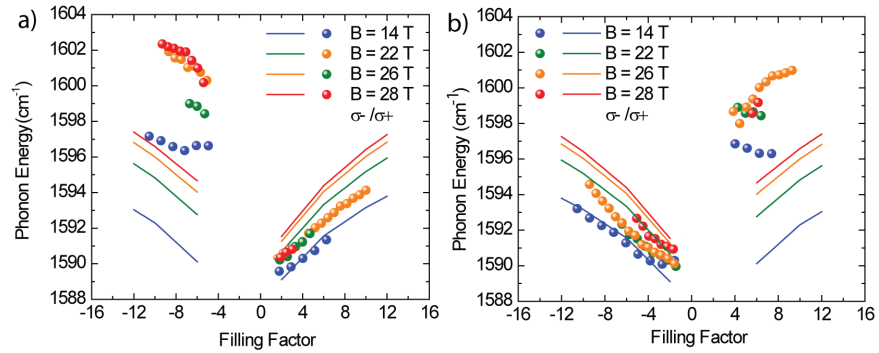 a)
Phonon Energy (cm-1)
1604
1602
1600
1598
1596
1594
1592
1590
1588
B = 14 T
B = 22 T
B = 26 T
B = 28 T
σ- /σ+
-16 -12 -8 -4 0 4 8 12 16
Filling Factor
b)
Phonon Energy (cm-1)
1604
1602
1600
1598
1596
1594
1592
1590
1588
B = 14 T
B = 22 T
B = 26 T
B = 28 T
σ- /σ+
-16 -12 -8 -4 0 4 8 12 16
Filling Factor